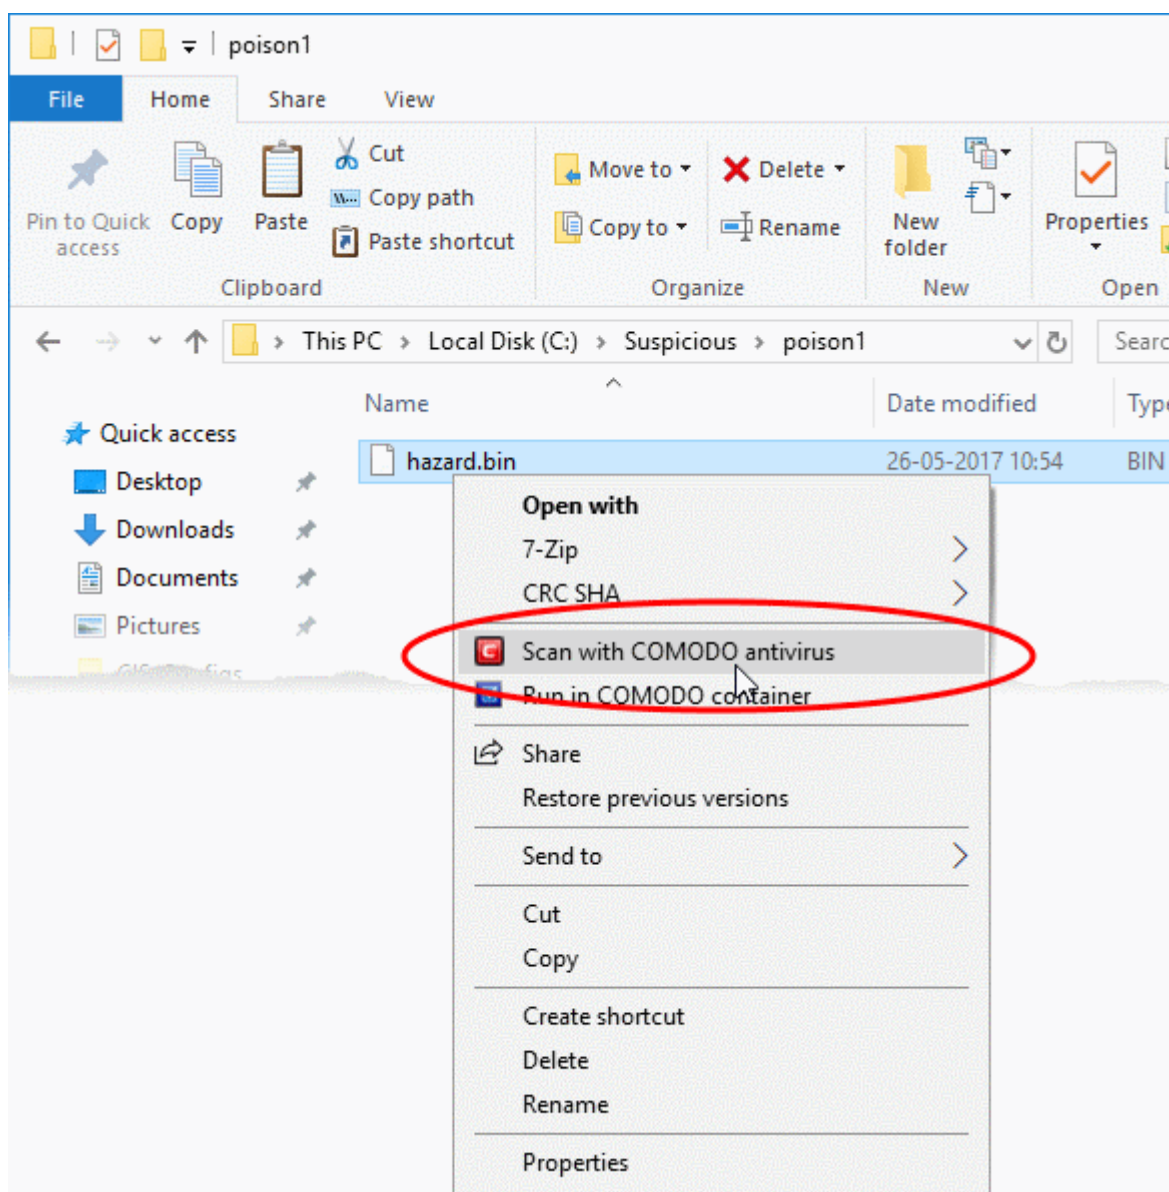 poison1
File Home Share View
Pin to Quick access
Copy
Paste
Cut
Copy path
Paste shortcut
Move to
Copy to
Delete
Rename
New folder
Properties
Clipboard Organize New Open
This PC > Local Disk (C:) > Suspicious > poison1
Name Date modified
Quick access
Desktop
Downloads
Documents
Pictures
hazard.bin 26-05-2017 10:54 BIN
Open with
7-Zip
CRC SHA
Scan with COMODO antivirus
Run in COMODO container
Share
Restore previous versions
Send to
Cut
Copy
Create shortcut
Delete
Rename
Properties